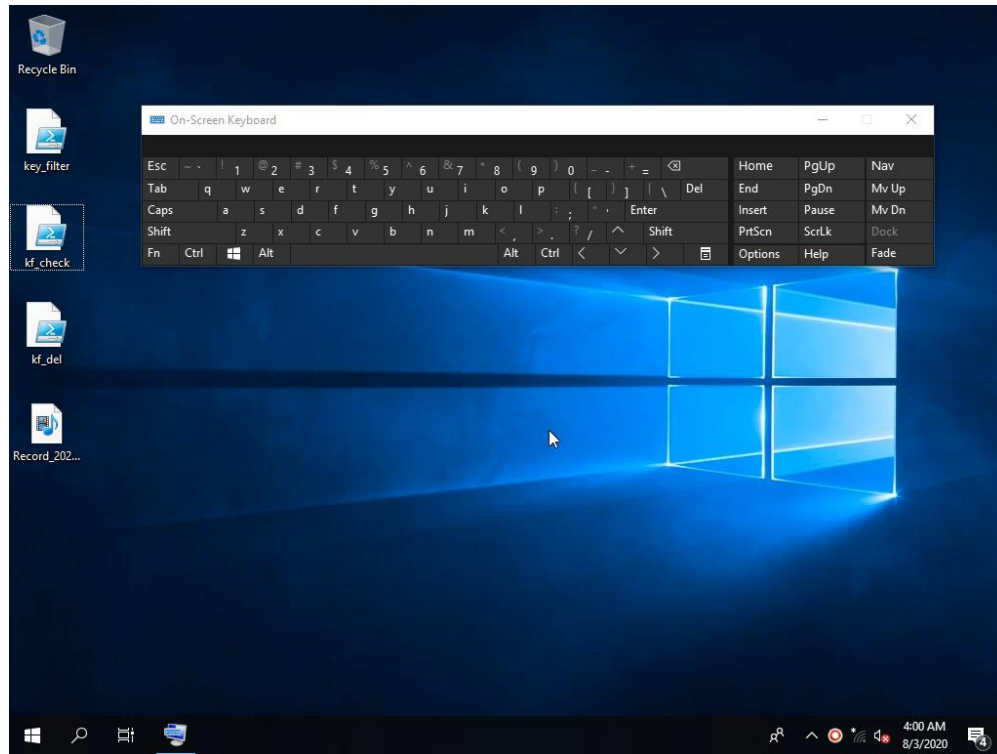 Recycle Bin
key_filter
kf_check
kf_del
Record_202...
On-Screen Keyboard
Esc ~ ` ! 1 @ 2 # 3 $ 4 % 5 ^ 6 & 7 * 8 ( 9 ) 0 _ - + = Home PgUp Nav
Tab q w e r t y u i o p { [ } ] | \ Del End PgDn Mv Up
Caps a s d f g h j k l : ; " ' Enter Insert Pause Mv Dn
Shift z x c v b n m < , > . ? / Shift PrtScn ScrLk Dock
Fn Ctrl Alt Alt Ctrl Options Help Fade
4:00 AM
8/3/2020
4